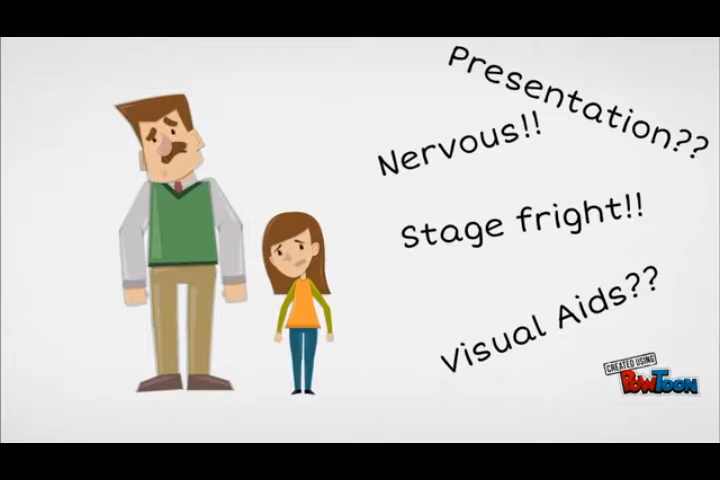 Presentation??
Nervous!!
Stage fright!!
Visual Aids??
CREATED USING
POWTOON